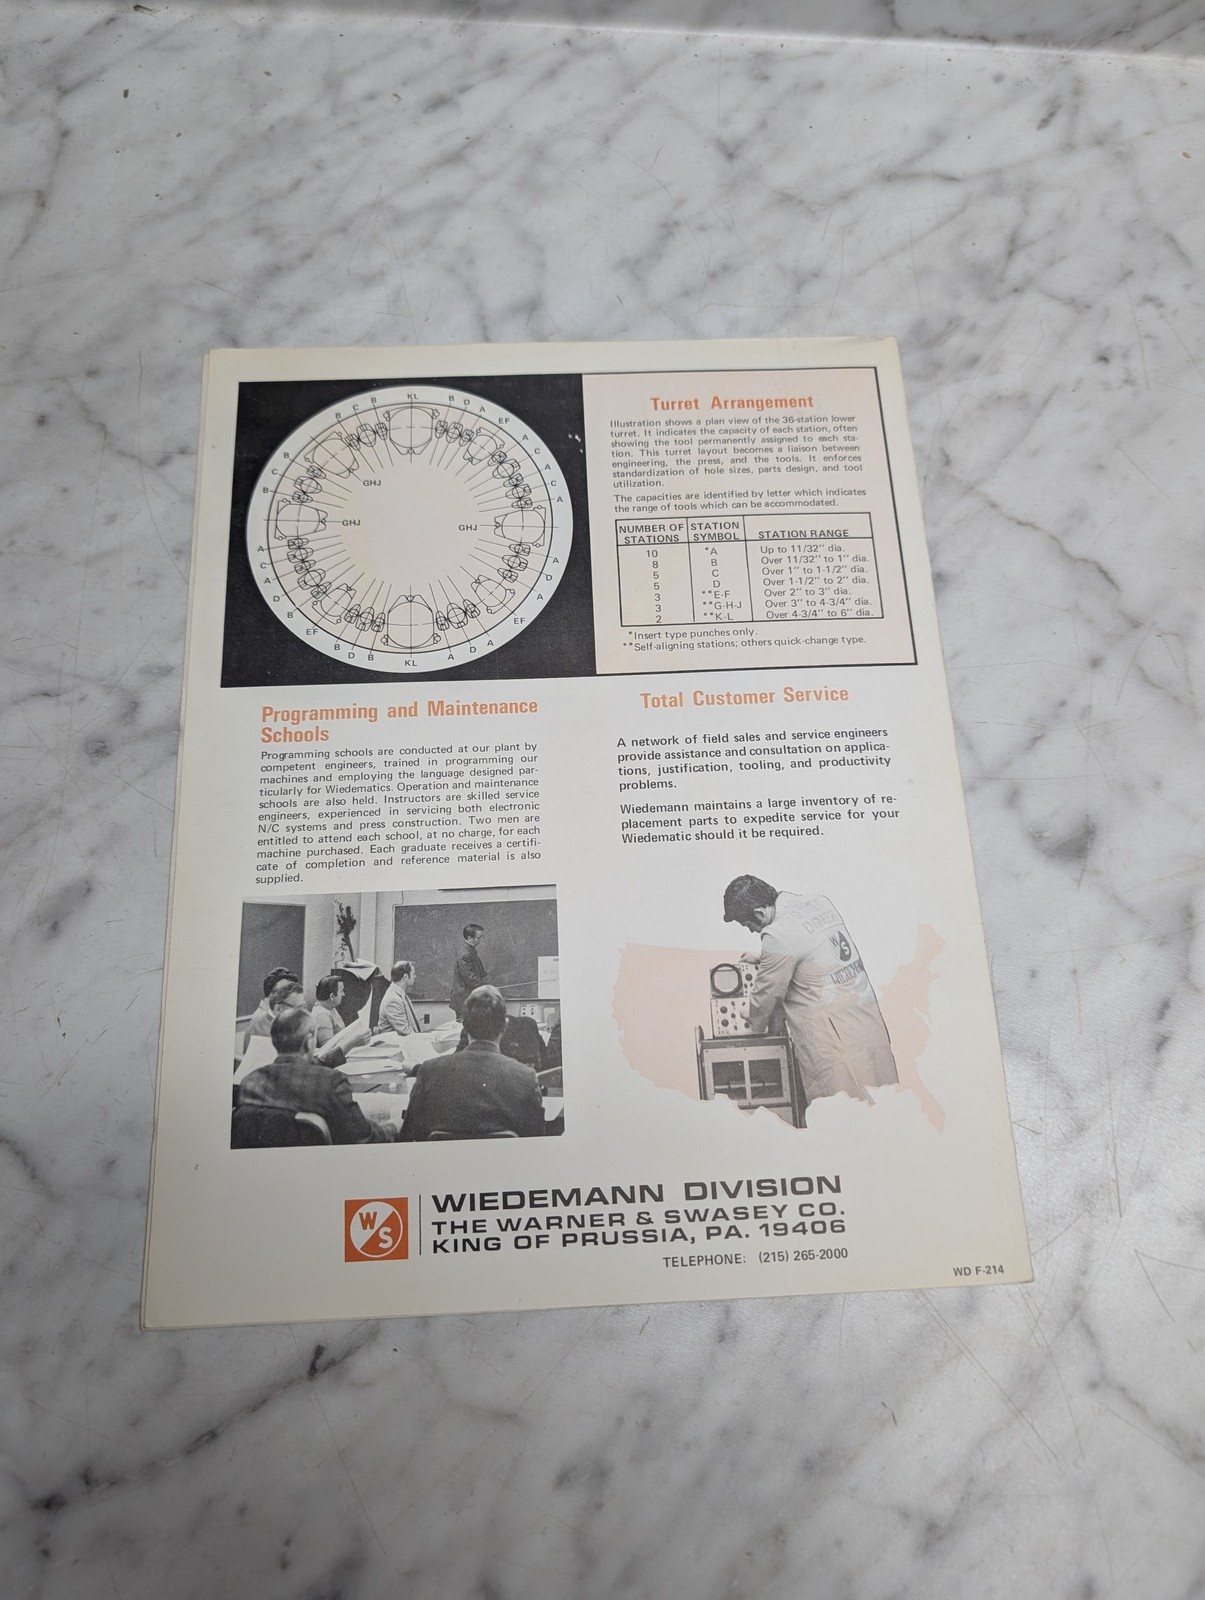 KL
B
D
A
EF
A
C
A
C
A
GHJ
A
D
A
EF
A
D
A
KL
B
D
B
EF
B
D
A
C
A
GHJ
B
C
B
GHJ
B
C
B
Turret Arrangement
Illustration shows a plan view of the 36-station lower
turret. It indicates the capacity of each station, often
showing the tool permanently assigned to each sta-
tion. This turret layout becomes a liaison between
engineering, the press, and the tools. It enforces
standardization of hole sizes, parts design, and tool
utilization.
The capacities are identified by letter which indicates
the range of tools which can be accommodated.
NUMBER OF STATIONS STATION SYMBOL STATION RANGE
10 *A Up to 11/32" dia.
8 B Over 11/32" to 1" dia.
5 C Over 1" to 1-1/2" dia.
5 D Over 1-1/2" to 2" dia.
3 **E-F Over 2" to 3" dia.
3 **G-H-J Over 3" to 4-3/4" dia.
2 **K-L Over 4-3/4" to 6" dia.
*Insert type punches only.
**Self-aligning stations; others quick-change type.
Programming and Maintenance
Schools
Programming schools are conducted at our plant by
competent engineers, trained in programming our
machines and employing the language designed par-
ticularly for Wiedematics. Operation and maintenance
schools are also held. Instructors are skilled service
engineers, experienced in servicing both electronic
N/C systems and press construction. Two men are
entitled to attend each school, at no charge, for each
machine purchased. Each graduate receives a certifi-
cate of completion and reference material is also
supplied.
Total Customer Service
A network of field sales and service engineers
provide assistance and consultation on applica-
tions, justification, tooling, and productivity
problems.
Wiedemann maintains a large inventory of re-
placement parts to expedite service for your
Wiedematic should it be required.
W
S
WIEDEMANN
W
S
WIEDEMANN DIVISION
THE WARNER & SWASEY CO.
KING OF PRUSSIA, PA. 19406
TELEPHONE: (215) 265-2000
WD F-214